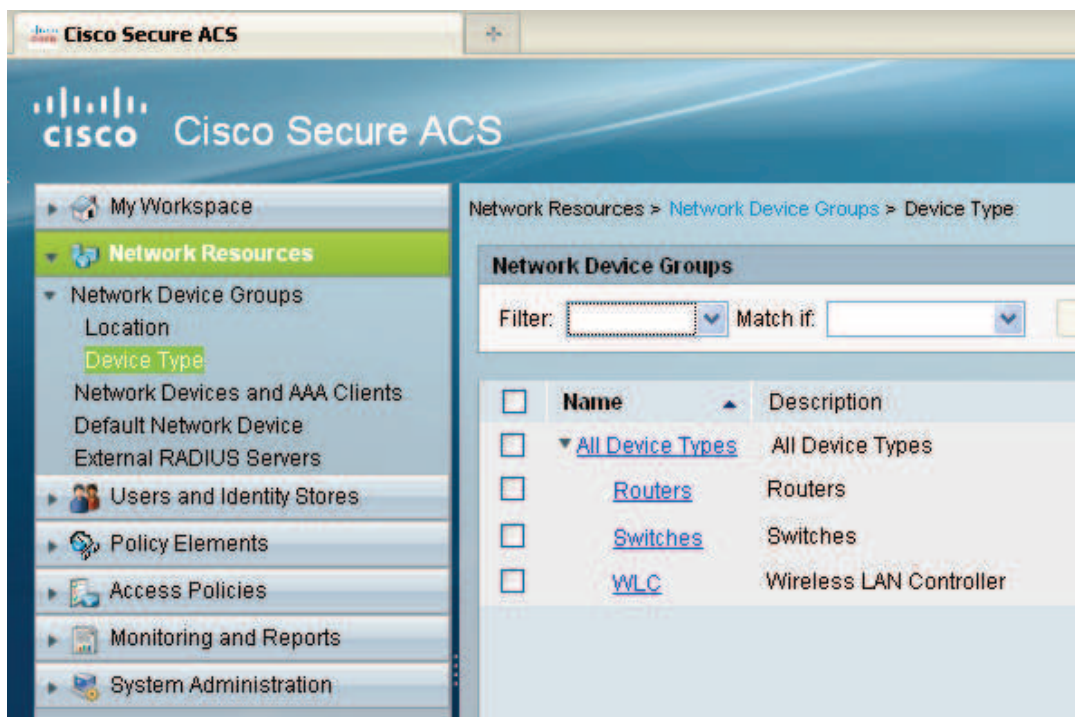 Cisco Secure ACS
CISCO Cisco Secure ACS
My Workspace
Network Resources
Network Device Groups
Location
Device Type
Network Devices and AAA Clients
Default Network Device
External RADIUS Servers
Users and Identity Stores
Policy Elements
Access Policies
Monitoring and Reports
System Administration
Network Resources > Network Device Groups > Device Type
Network Device Groups
Filter: Match if:
Name Description
All Device Types All Device Types
Routers Routers
Switches Switches
WLC Wireless LAN Controller